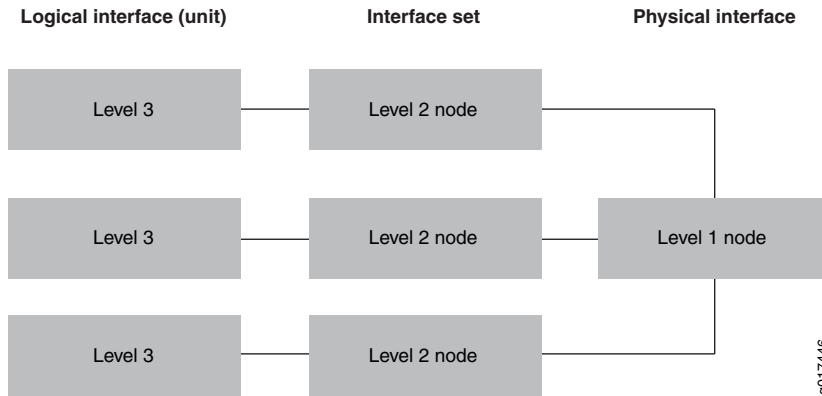 Logical interface (unit) Interface set Physical interface
Level 3 Level 2 node
Level 3 Level 2 node Level 1 node
Level 3 Level 2 node
g017446